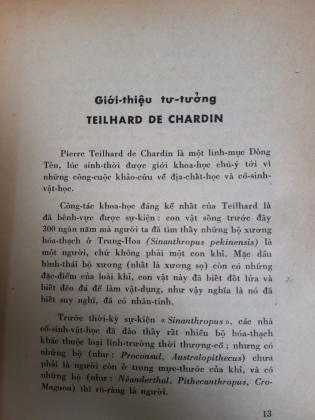 Giới-thiệu tư-tưởng
TEILHARD DE CHARDIN
Pierre Teilhard de Chardin là một linh-mục Dòng
Tên, lúc sinh-thời được giới khoa-học chú-ý tới vì
những công-cuộc khảo-cứu về địa-chất-học và cổ-sinh-
vật-học.
Công-tác khoa-học đáng kể nhất của Teilhard là
đã bênh-vực được sự-kiện : con vật sống trước đây
300 ngàn năm mà người ta đã tìm thấy những bộ xương
hóa-thạch ở Trung-Hoa (Sinanthropus pekinensis) là
một người, chứ không phải một con khỉ. Mặc dầu
hình-thái bộ xương (nhất là xương sọ) còn có những
đặc-điểm của loài khỉ, con vật này đã biết đốt lửa và
biết đẽo đá để làm vật-dụng, như vậy nghĩa là nó đã
biết suy nghĩ, đã có nhân-tính.
Trước thời-kỳ sự-kiện « Sinanthropus », các nhà
cổ-sinh-vật-học đã đào thấy rất nhiều bộ hóa-thạch
khác thuộc loại linh-trưởng thời thượng-cổ ; nhưng có
những bộ (như : Proconsul, Australopithecus) chưa
phải là người còn ở trong mực-thước của khỉ, và có
những bộ (như : Néanderthal, Pithecanthropus, Cro-
Magnon) thì rõ-ràng là người.
13